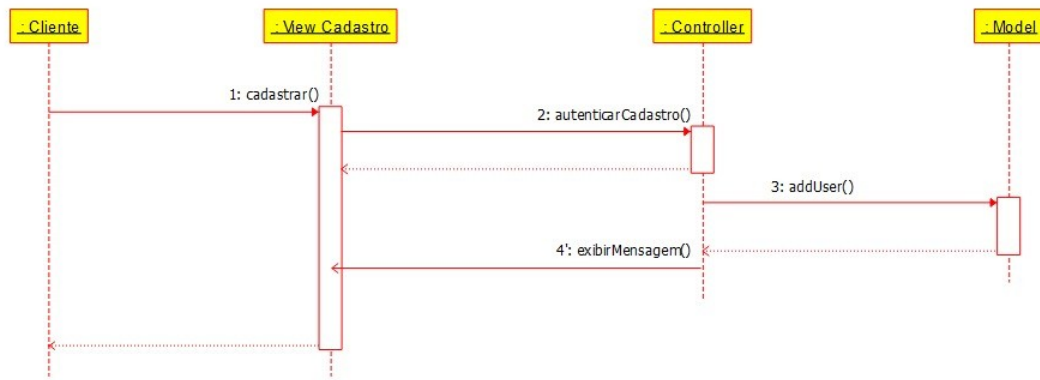 : Cliente
: View Cadastro
: Controller
: Model
1: cadastrar()
2: autenticarCadastro()
3: addUser()
4': exibirMensagem()